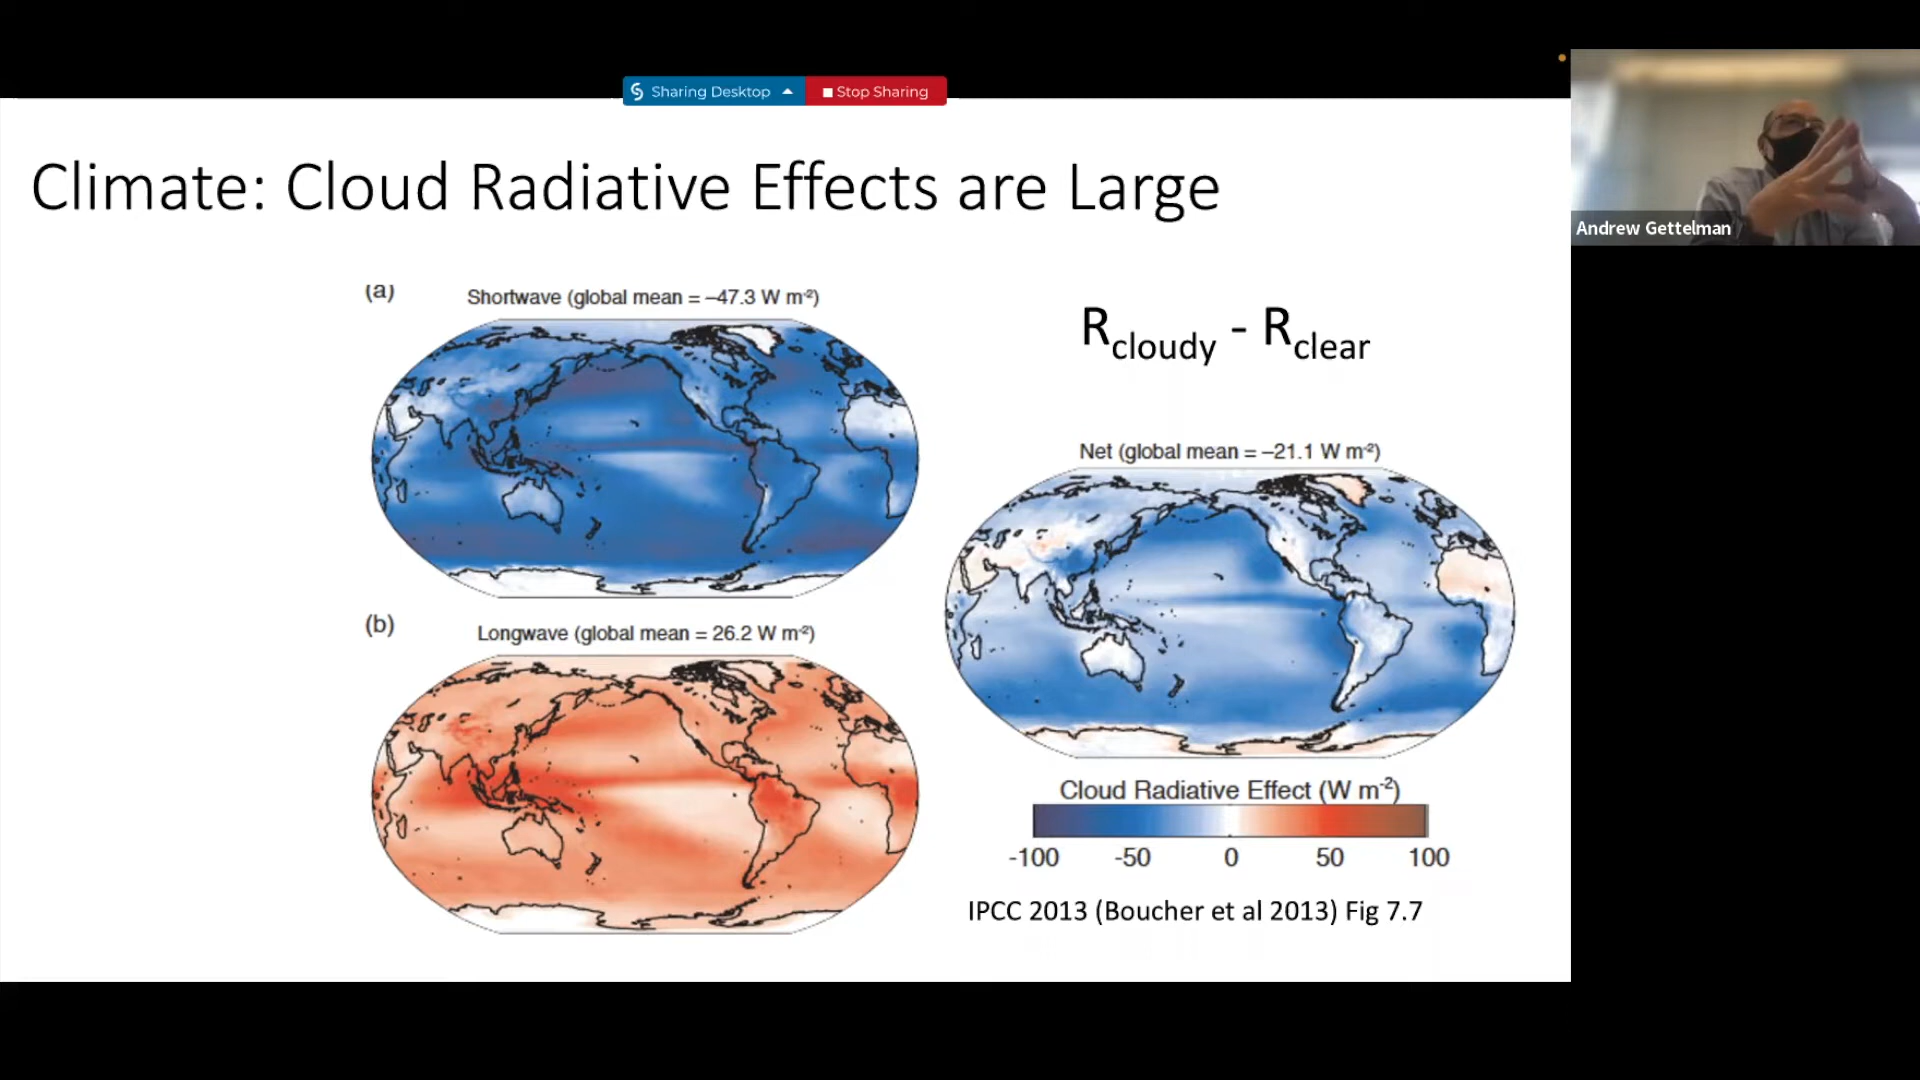 Sharing Desktop
Stop Sharing
Climate: Cloud Radiative Effects are Large
Andrew Gettelman
(a)
Shortwave (global mean = –47.3 W m⁻²)
R_cloudy - R_clear
Net (global mean = –21.1 W m⁻²)
(b)
Longwave (global mean = 26.2 W m⁻²)
Cloud Radiative Effect (W m⁻²)
-100 -50 0 50 100
IPCC 2013 (Boucher et al 2013) Fig 7.7